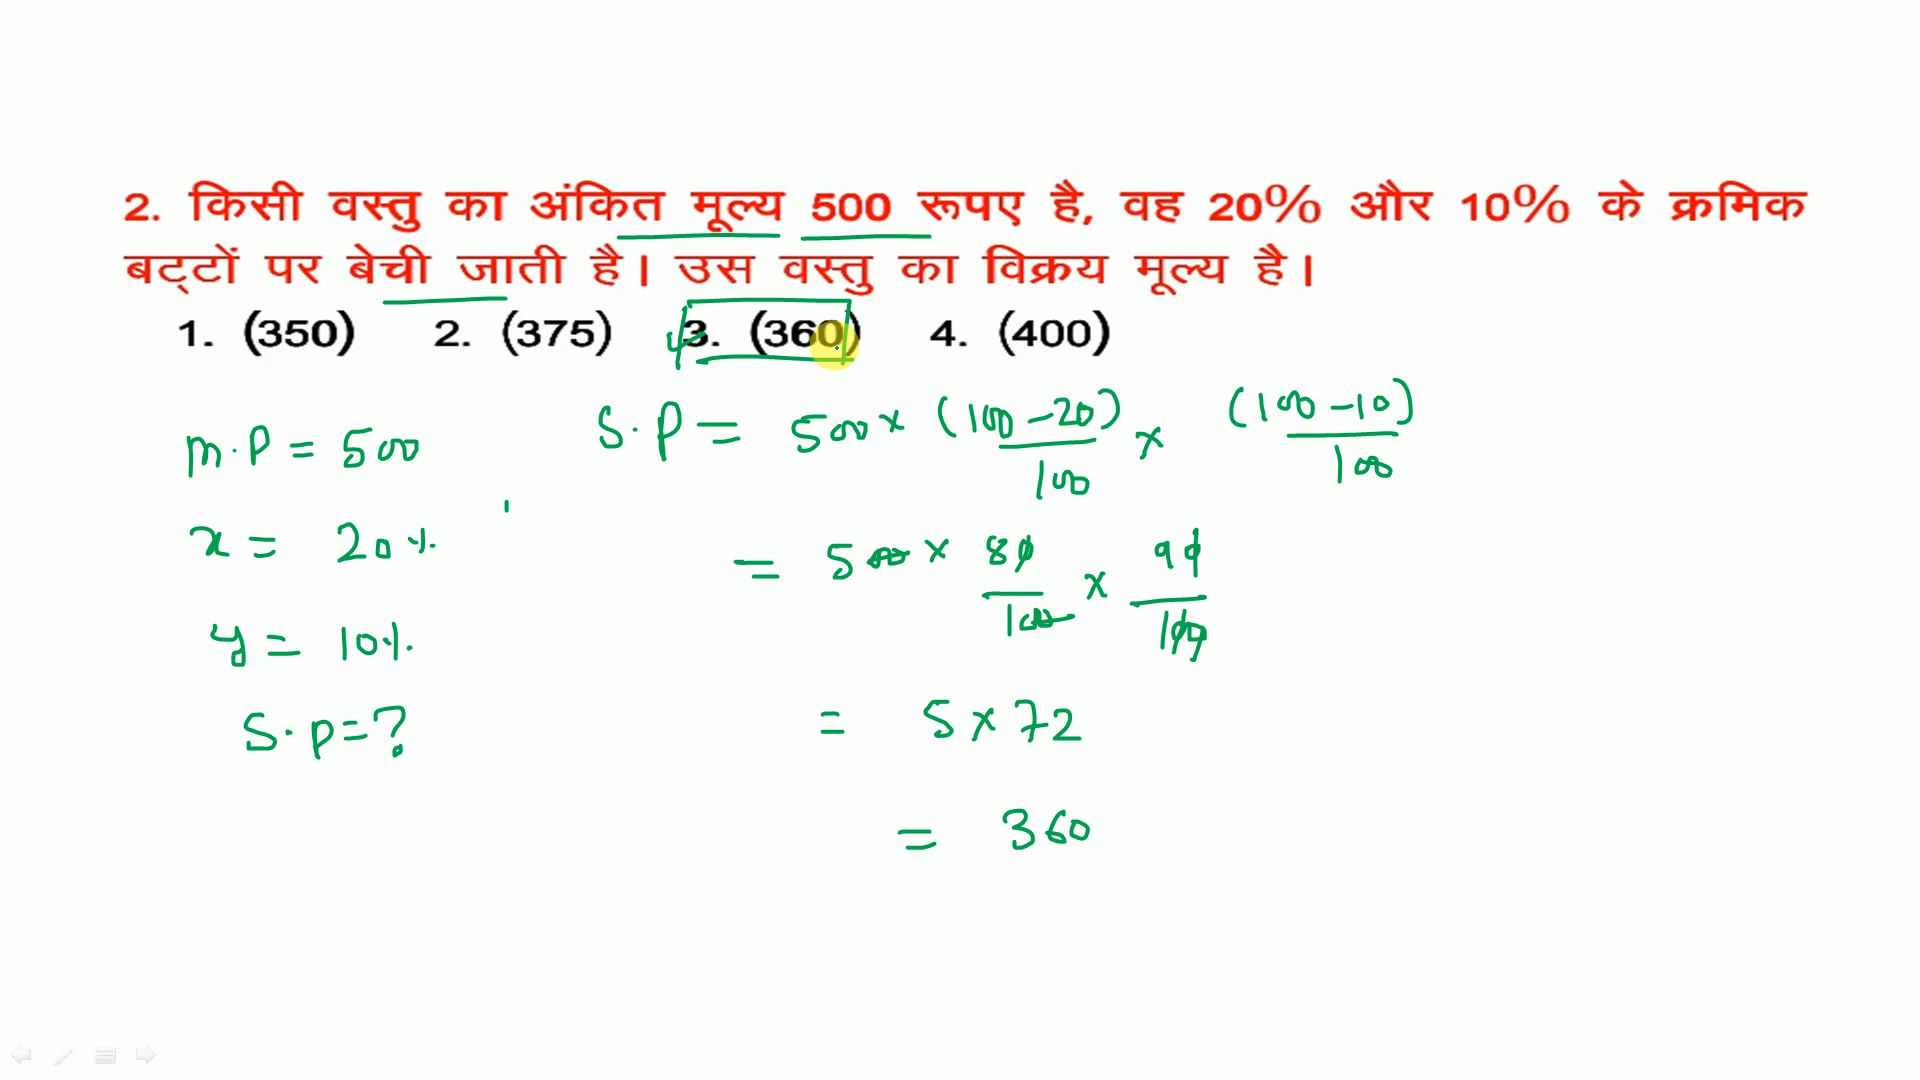 2. किसी वस्तु का अंकित मूल्य 500 रूपए है, वह 20% और 10% के क्रमिक
बट्टों पर बेची जाती है। उस वस्तु का विक्रय मूल्य है।
1. (350) 2. (375) 3. (360) 4. (400)
m.p = 500
x = 20%
y = 10%
S.p = ?
S.P = 500 x (100-20)/100 x (100-10)/100
= 500 x 80/100 x 90/100
= 5 x 72
= 360